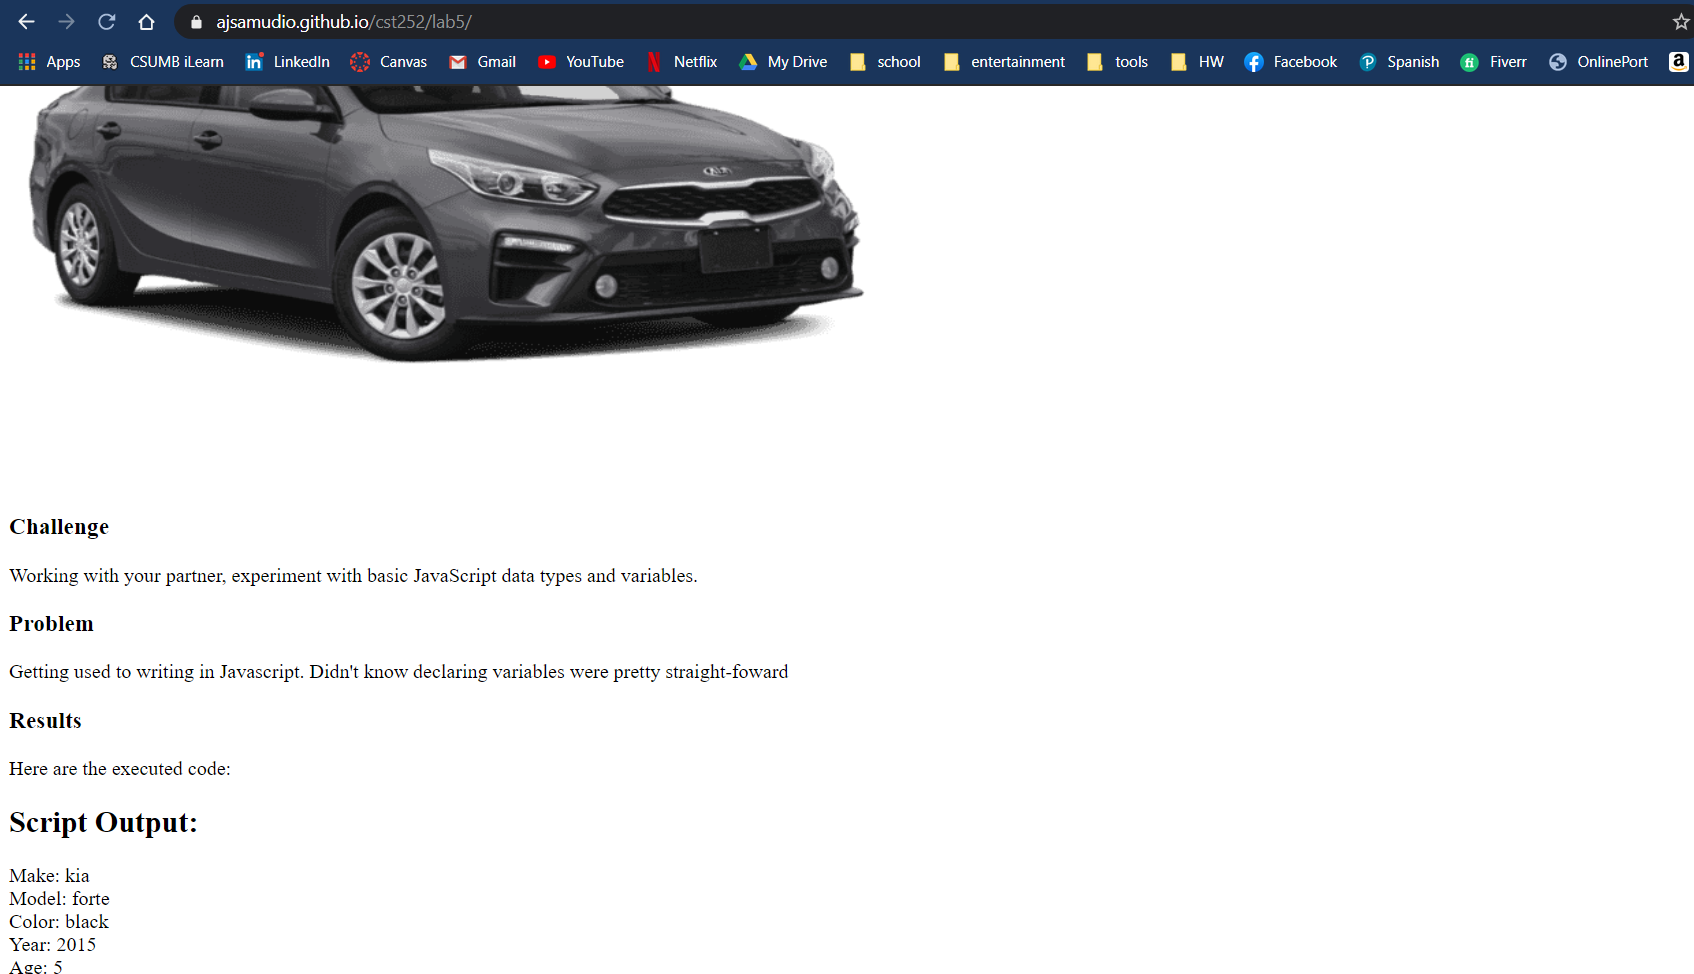 ajsamudio.github.io/cst252/lab5/
Apps CSUMB iLearn LinkedIn Canvas Gmail YouTube Netflix My Drive school entertainment tools HW Facebook Spanish Fiverr OnlinePort
KIA
Challenge
Working with your partner, experiment with basic JavaScript data types and variables.
Problem
Getting used to writing in Javascript. Didn't know declaring variables were pretty straight-foward
Results
Here are the executed code:
Script Output:
Make: kia
Model: forte
Color: black
Year: 2015
Age: 5